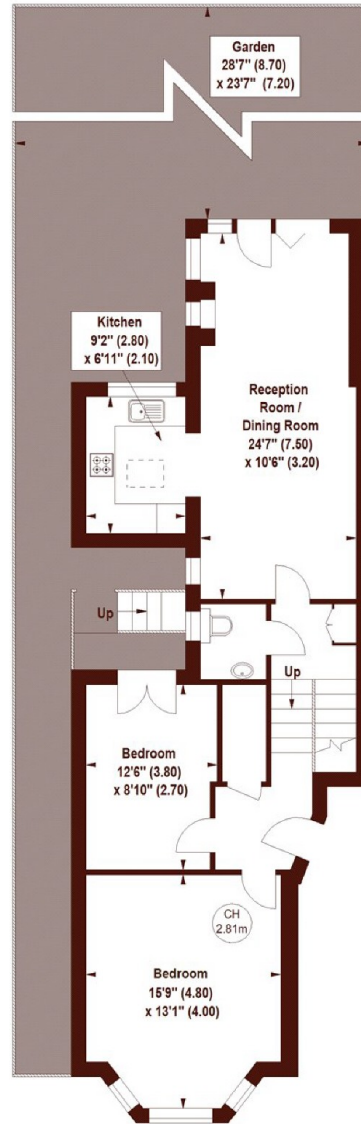 Garden
28'7" (8.70)
x 23'7" (7.20)
Kitchen
9'2" (2.80)
x 6'11" (2.10)
Reception
Room /
Dining Room
24'7" (7.50)
x 10'6" (3.20)
Up
Up
Bedroom
12'6" (3.80)
x 8'10" (2.70)
CH
2.81m
Bedroom
15'9" (4.80)
x 13'1" (4.00)